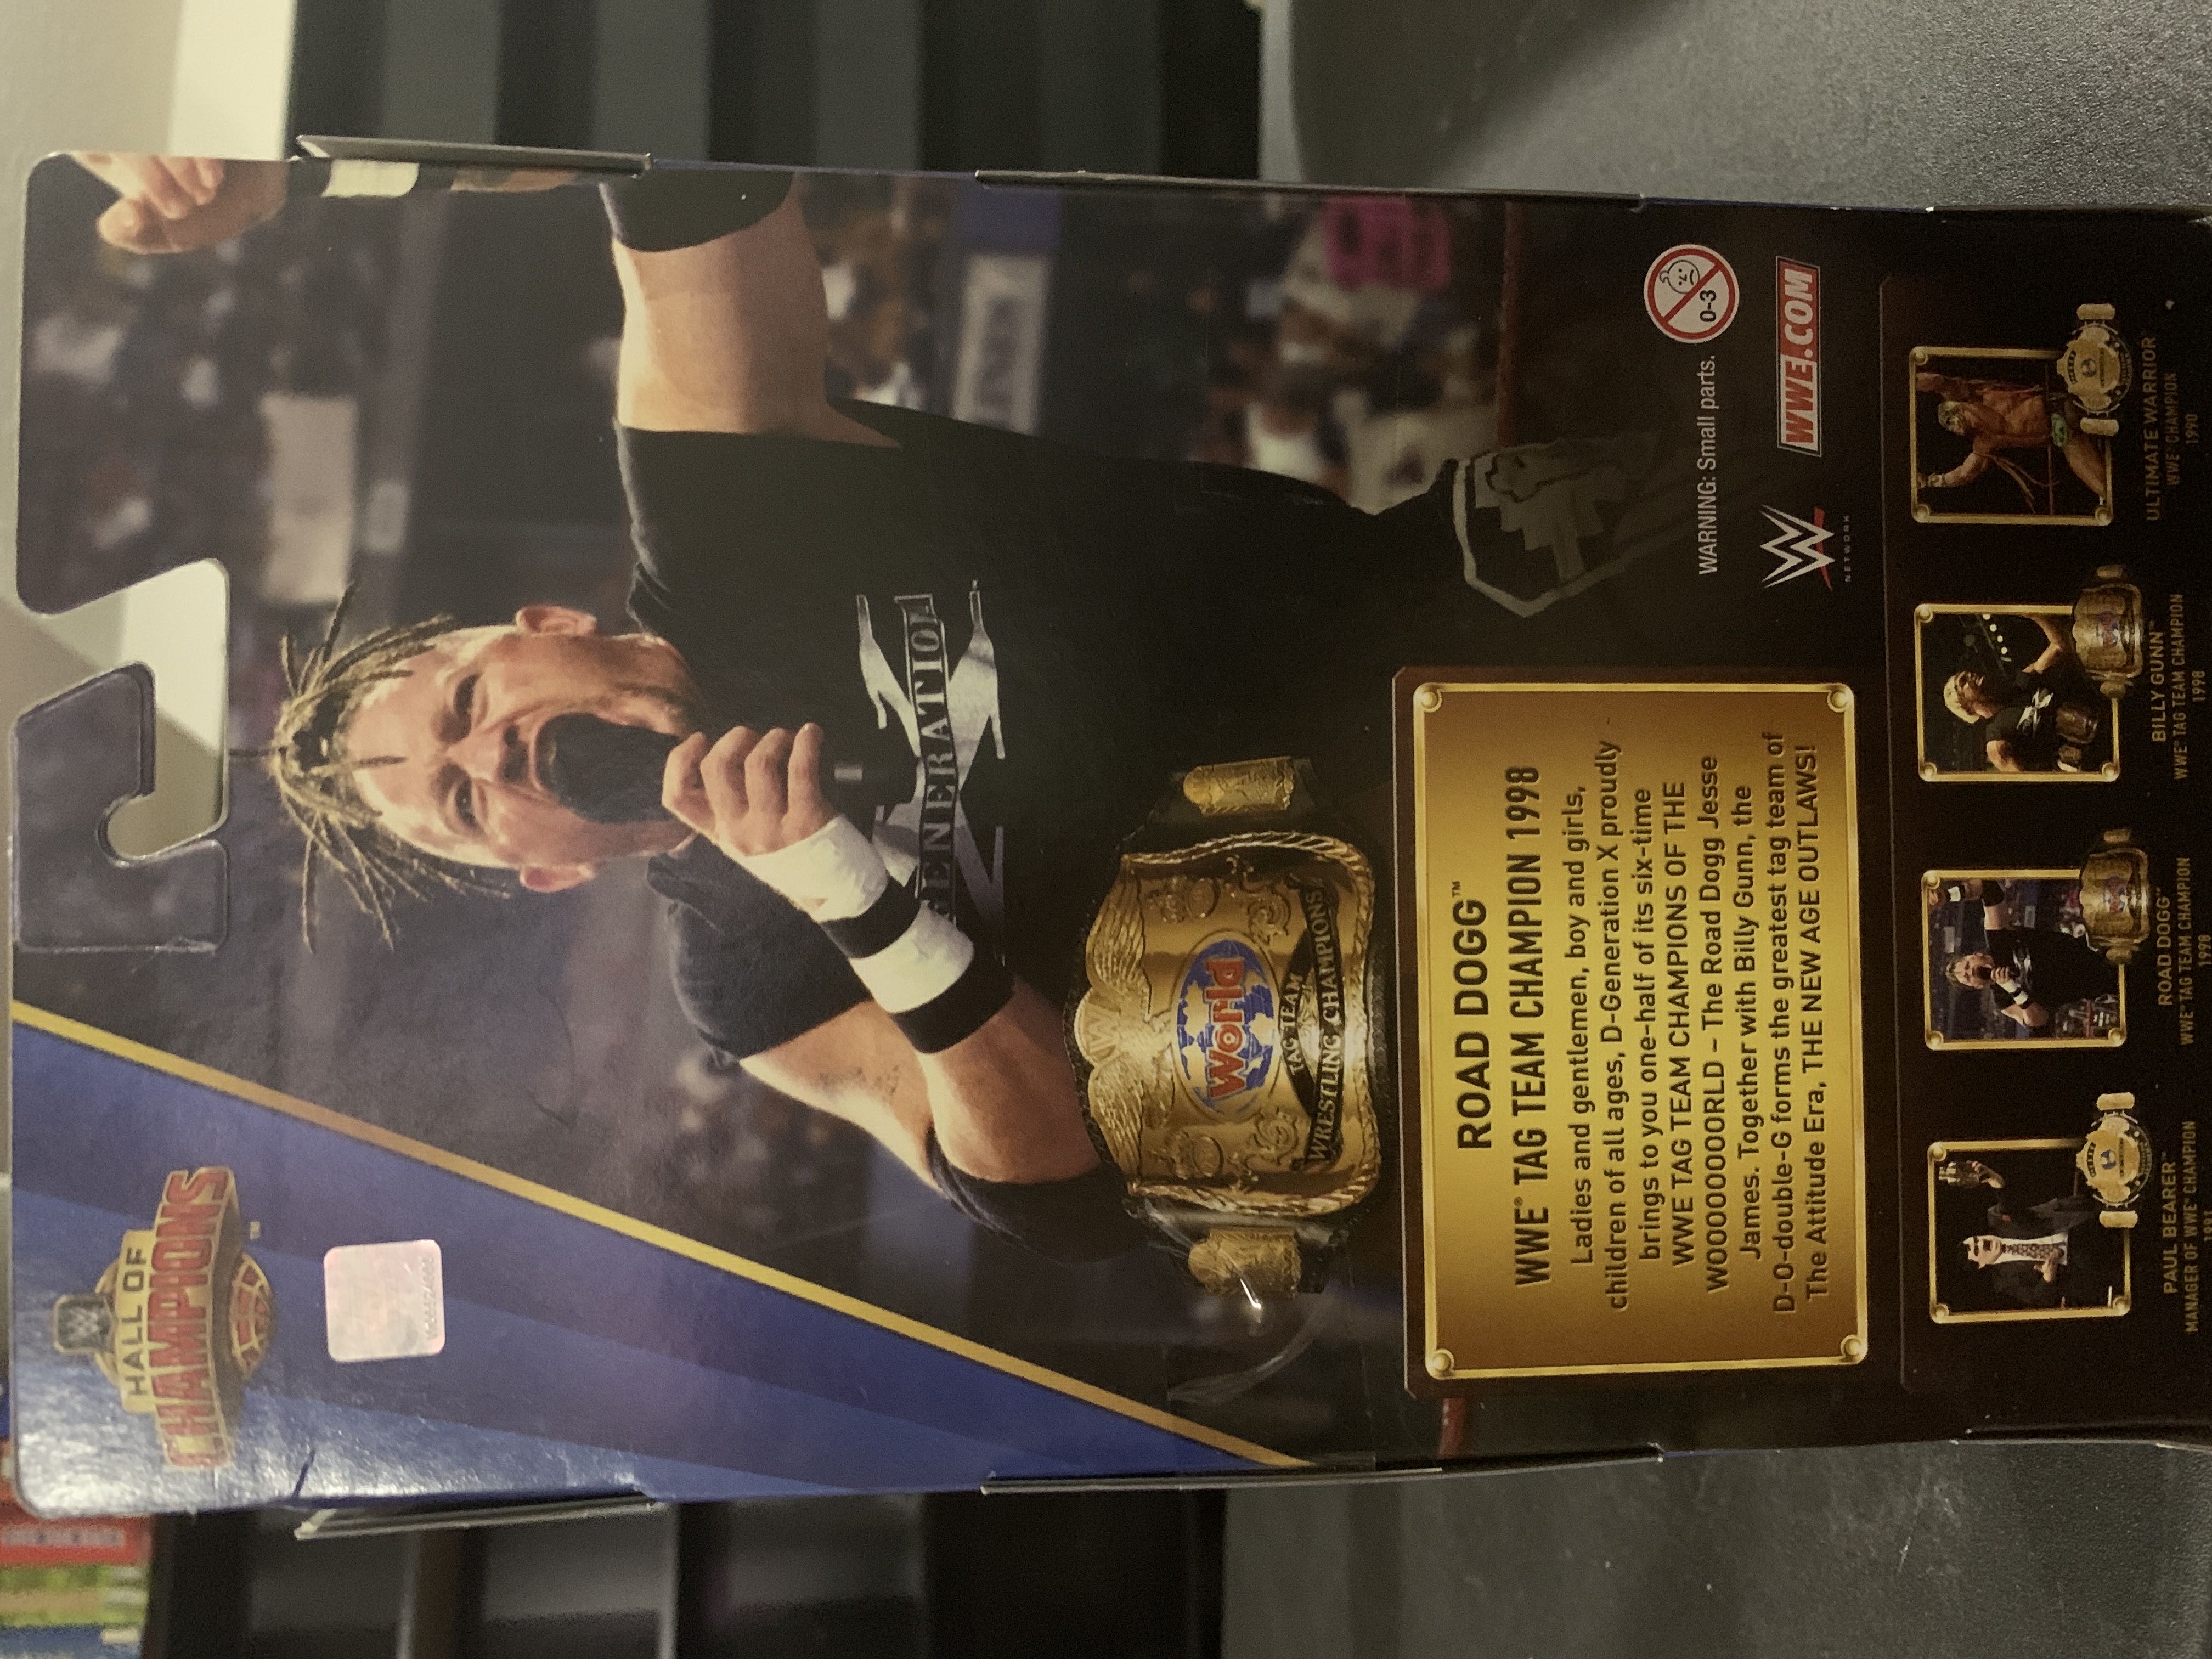 HALL OF
CHAMPIONS™
GENERATION
World
TAG TEAM
WRESTLING CHAMPIONS
ROAD DOGG™
WWE® TAG TEAM CHAMPION 1998
Ladies and gentlemen, boy and girls,
children of all ages, D-Generation X proudly
brings to you one-half of its six-time
WWE TAG TEAM CHAMPIONS OF THE
WOOOOOOORLD – The Road Dogg Jesse
James. Together with Billy Gunn, the
D-O-double-G forms the greatest tag team of
The Attitude Era, THE NEW AGE OUTLAWS!
WARNING: Small parts.
0-3
W
NETWORK
WWE.COM
PAUL BEARER™
MANAGER OF WWE® CHAMPION
ROAD DOGG™
WWE® TAG TEAM CHAMPION
1998
BILLY GUNN™
WWE® TAG TEAM CHAMPION
1998
ULTIMATE WARRIOR™
WWE® CHAMPION
1990